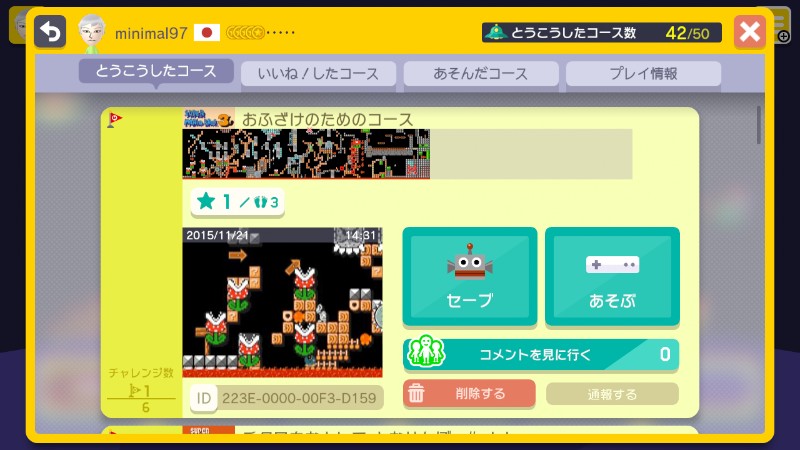 minimal97
とうこうしたコース数 42/50
とうこうしたコース
いいね!したコース
あそんだコース
プレイ情報
おふざけのためのコース
1 / 3
2015/11/21 14:31
セーブ
あそぶ
コメントを見に行く 0
チャレンジ数
1
6
ID 223E-0000-00F3-D159
削除する
通報する